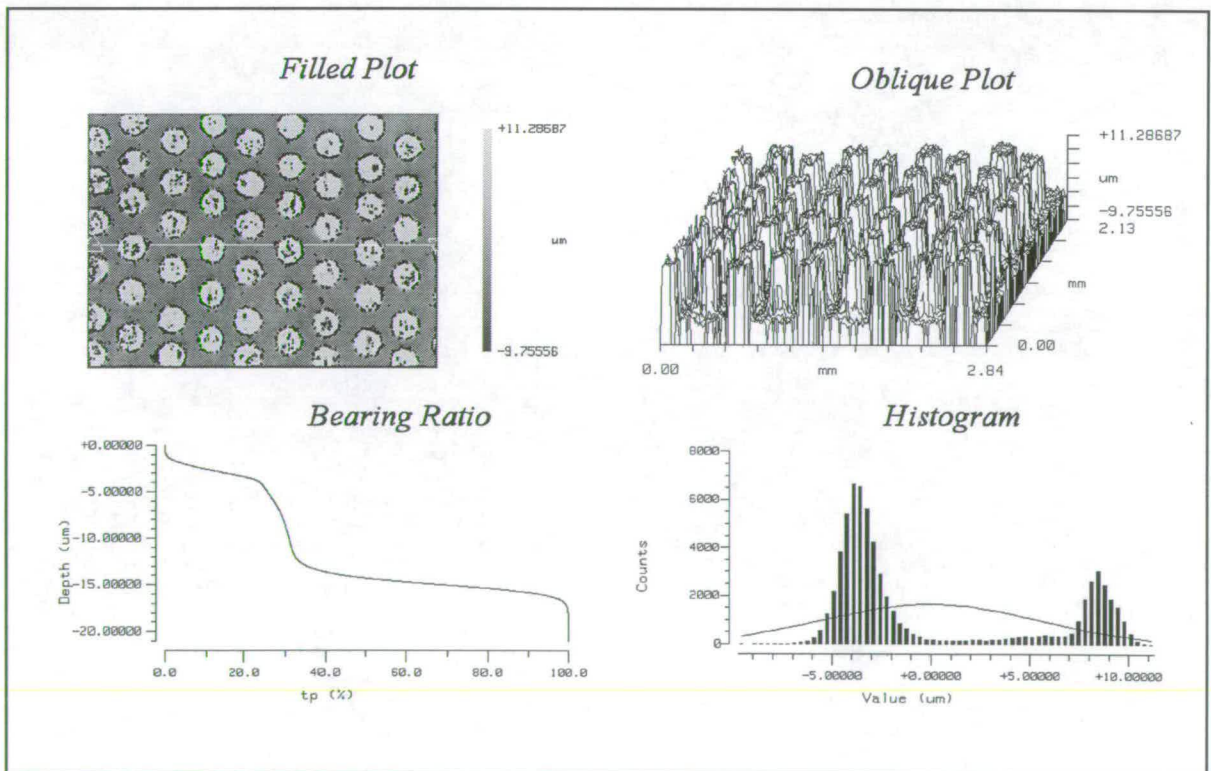 Filled Plot
+11.28687
um
-9.75556
Oblique Plot
+11.28687
um
-9.75556
2.13
mm
0.00
0.00
mm
2.84
Bearing Ratio
+0.00000
-5.00000
-10.00000
-15.00000
-20.00000
Depth (um)
0.0
20.0
40.0
60.0
80.0
100.0
tp (%)
Histogram
8000
6000
4000
2000
0
Counts
-5.00000
+0.00000
+5.00000
+10.00000
Value (um)